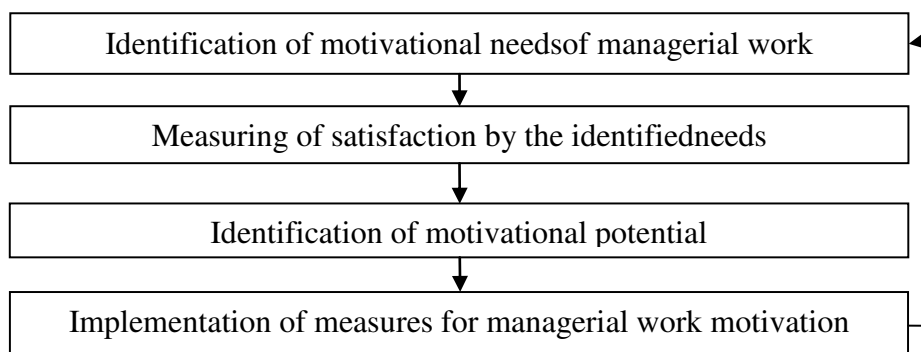 Identification of motivational needsof managerial work
Measuring of satisfaction by the identifiedneeds
Identification of motivational potential
Implementation of measures for managerial work motivation